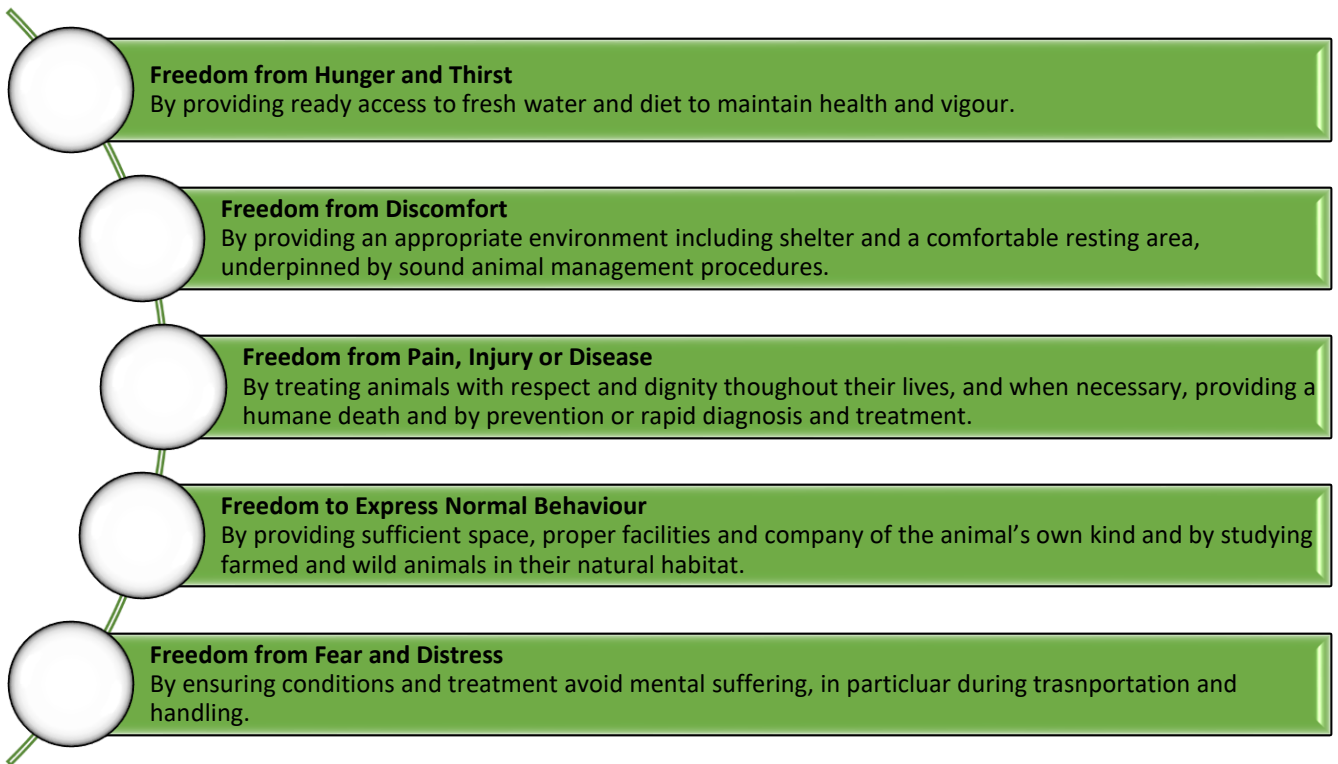 Freedom from Hunger and Thirst
By providing ready access to fresh water and diet to maintain health and vigour.
Freedom from Discomfort
By providing an appropriate environment including shelter and a comfortable resting area,
underpinned by sound animal management procedures.
Freedom from Pain, Injury or Disease
By treating animals with respect and dignity thoughout their lives, and when necessary, providing a
humane death and by prevention or rapid diagnosis and treatment.
Freedom to Express Normal Behaviour
By providing sufficient space, proper facilities and company of the animal’s own kind and by studying
farmed and wild animals in their natural habitat.
Freedom from Fear and Distress
By ensuring conditions and treatment avoid mental suffering, in particluar during trasnportation and
handling.